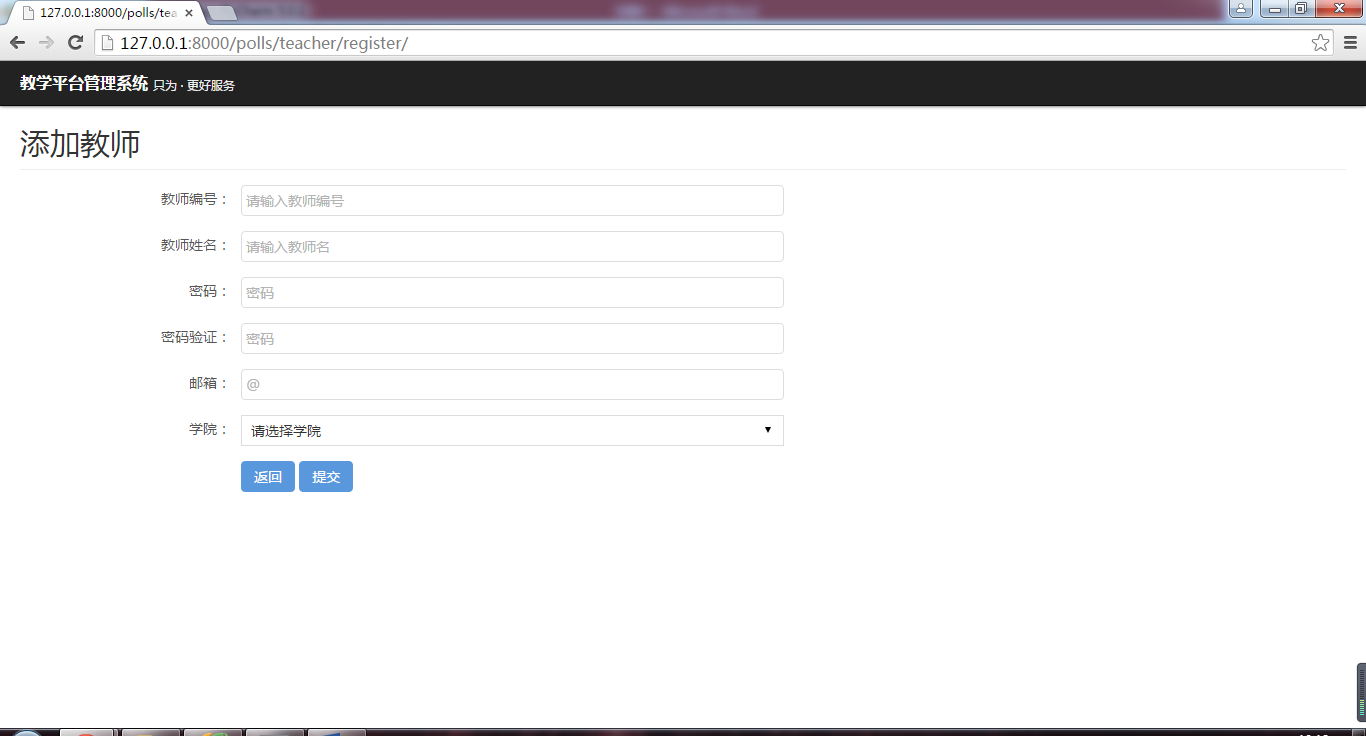 127.0.0.1:8000/polls/tea
127.0.0.1:8000/polls/teacher/register/
教学平台管理系统 只为 · 更好服务
添加教师
教师编号： 请输入教师编号
教师姓名： 请输入教师名
密码： 密码
密码验证： 密码
邮箱： @
学院： 请选择学院
返回 提交